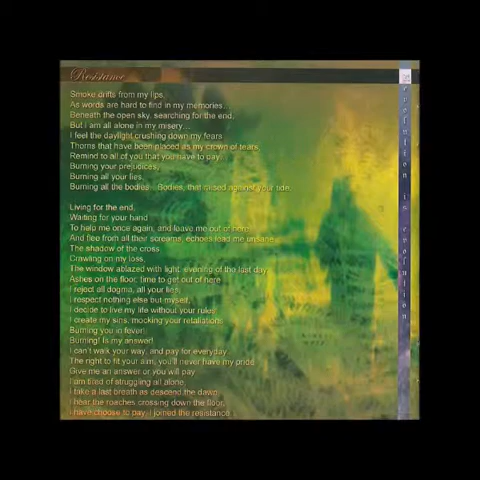 Resistance
Smoke drifts from my lips,
As words are hard to find in my memories...
Beneath the open sky, searching for the end,
But i am all alone in my misery...
I feel the daylight crushing down my fears
Thorns that have been placed as my crown of tears
Remind to all of you that you have to pay
Burning your prejudices,
Burning all your lies,
Burning all the bodies... Bodies, that raised against your tide,
Living for the end,
Waiting for your hand
To help me once again, and leave me out of here
And flee from all their screams, echoes load me unsane
The shadow of the cross
Crawling on my loss,
The window ablazed with light, evening of the last day
Ashes on the floor, time to get out of here
I reject all dogma, all your lies,
I respect nothing else but myself,
I decide to live my life without your rules
I create my sins, mocking your retaliations
Burning you in fever!
Burning! Is my answer!
I can't walk your way, and pay for everyday
The right to fit your aim, you'll never have my pride
Give me an answer or you will pay
I am tired of struggling all alone,
I take a last breath as descend the dawn,
I hear the roaches crossing down the floor,
I have choose to pay, I joined the resistance...
evolution is evolution